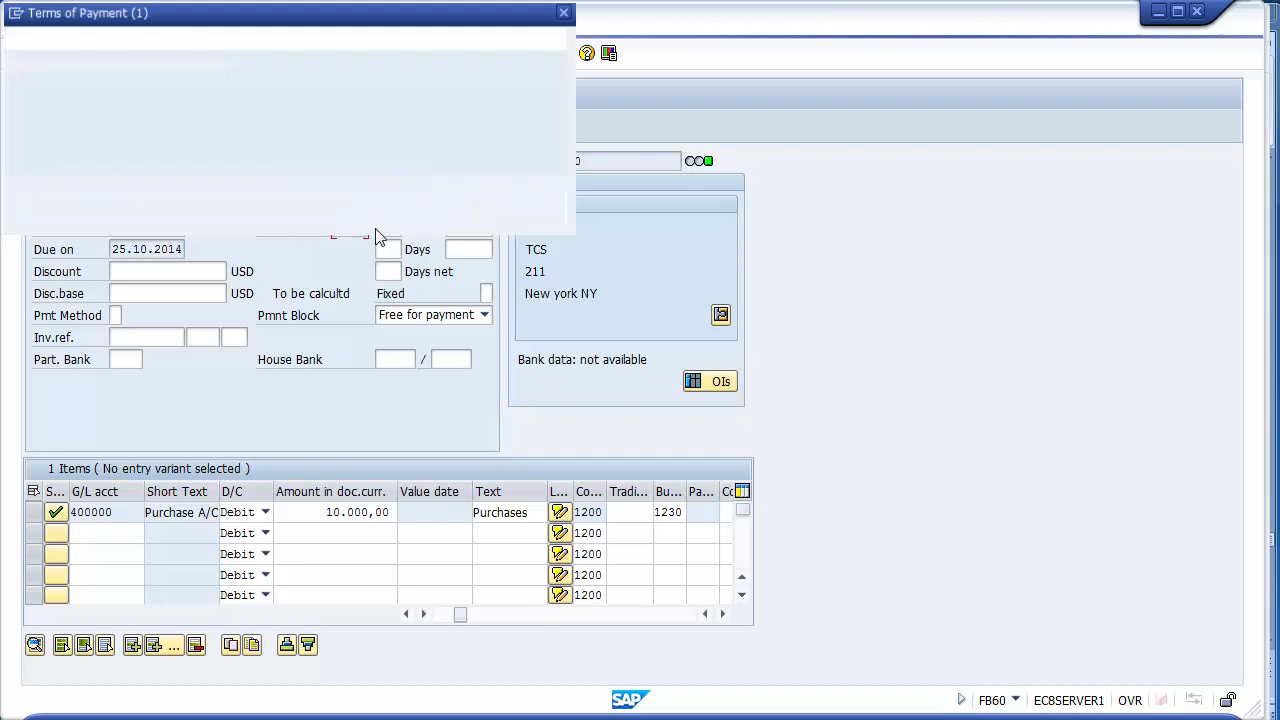 Terms of Payment (1)
0
Due on 25.10.2014 Days
TCS
Discount USD Days net
211
Disc.base USD To be calcultd Fixed
New york NY
Pmt Method Pmnt Block Free for payment
Inv.ref.
Part. Bank House Bank /
Bank data: not available
OIs
1 Items ( No entry variant selected )
S... G/L acct Short Text D/C Amount in doc.curr. Value date Text L... Co... Tradi... Bu... Pa... Co
400000 Purchase A/C Debit 10.000,00 Purchases 1200 1230
Debit 1200
Debit 1200
Debit 1200
Debit 1200
...
SAP FB60 EC8SERVER1 OVR